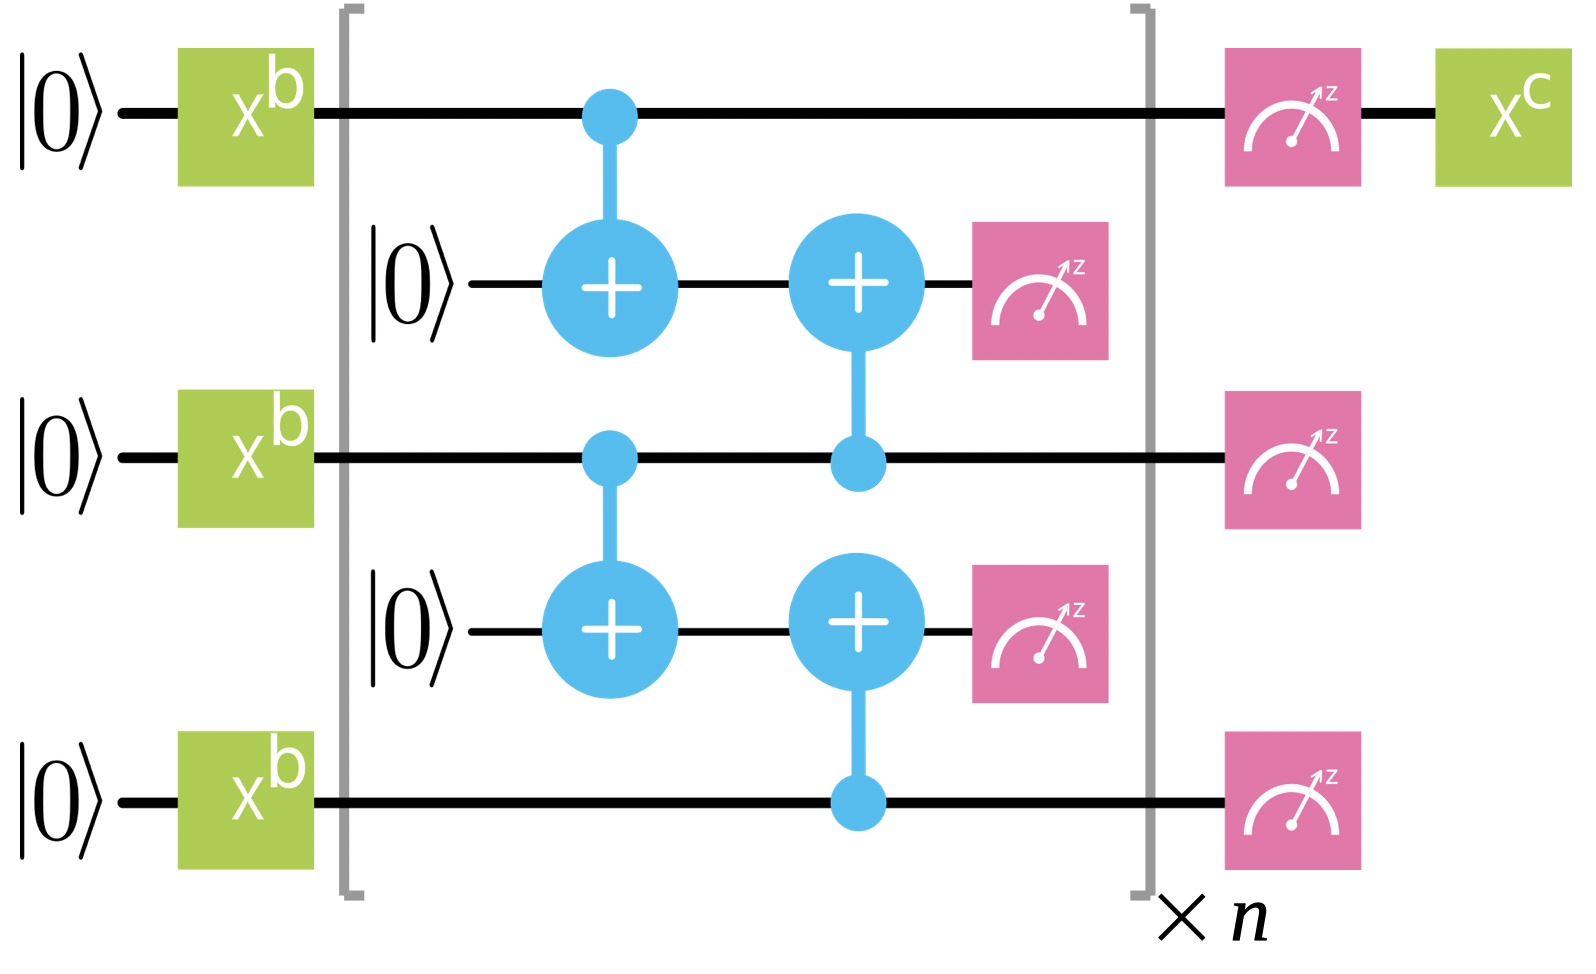 |0⟩ X^b z X^c
|0⟩ z
|0⟩ X^b z
|0⟩ z
|0⟩ X^b z
× n